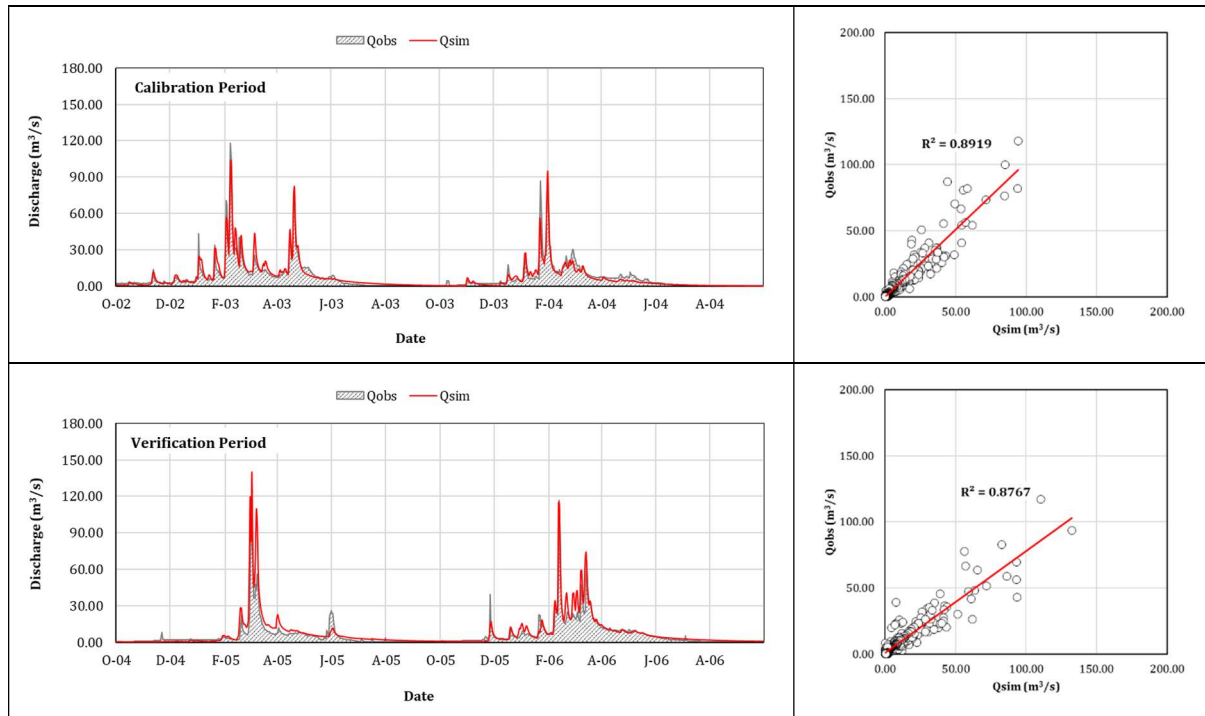 Qobs Qsim
180.00
150.00
120.00
90.00
60.00
30.00
0.00
Calibration Period
Discharge (m³/s)
O-02 D-02 F-03 A-03 J-03 A-03 O-03 D-03 F-04 A-04 J-04 A-04
Date
200.00
150.00
100.00
50.00
0.00
Qobs (m³/s)
R² = 0.8919
0.00 50.00 100.00 150.00 200.00
Qsim (m³/s)
Qobs Qsim
180.00
150.00
120.00
90.00
60.00
30.00
0.00
Verification Period
Discharge (m³/s)
O-04 D-04 F-05 A-05 J-05 A-05 O-05 D-05 F-06 A-06 J-06 A-06
Date
200.00
150.00
100.00
50.00
0.00
Qobs (m³/s)
R² = 0.8767
0.00 50.00 100.00 150.00 200.00
Qsim (m³/s)